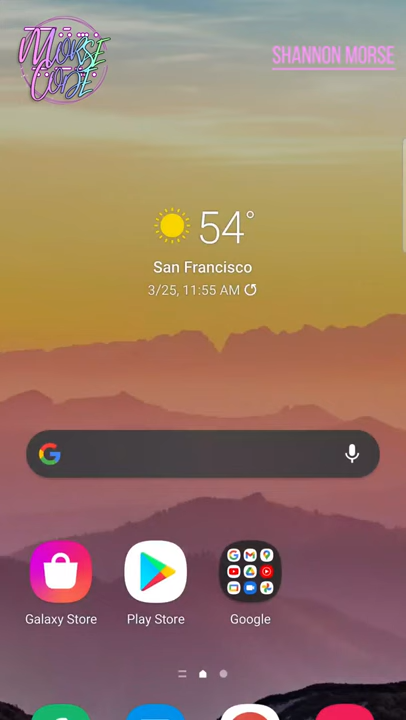 MORSE
CODE
SHANNON MORSE
54°
San Francisco
3/25, 11:55 AM
Galaxy Store
Play Store
Google